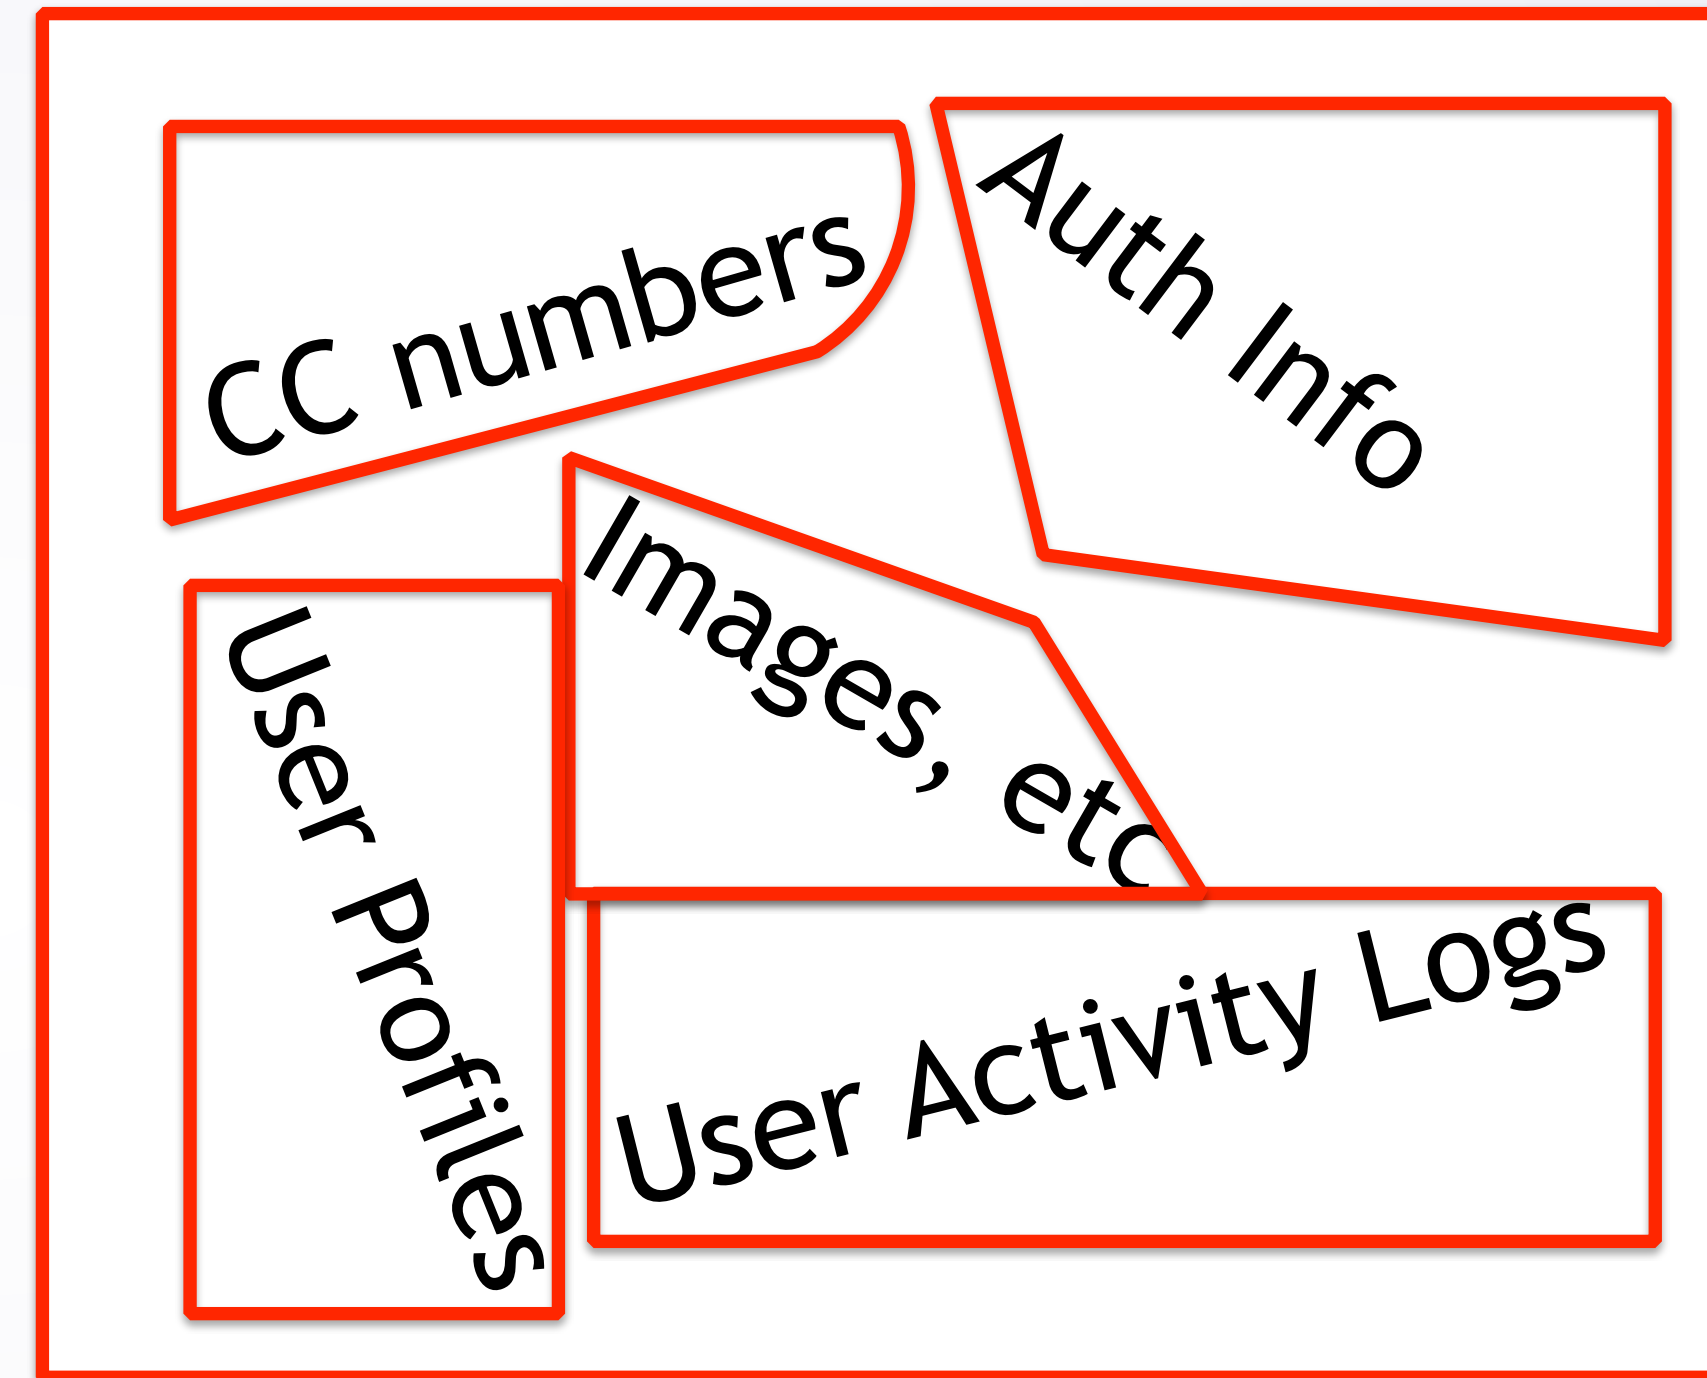 CC numbers
Auth Info
Images, etc
User Profiles
User Activity Logs